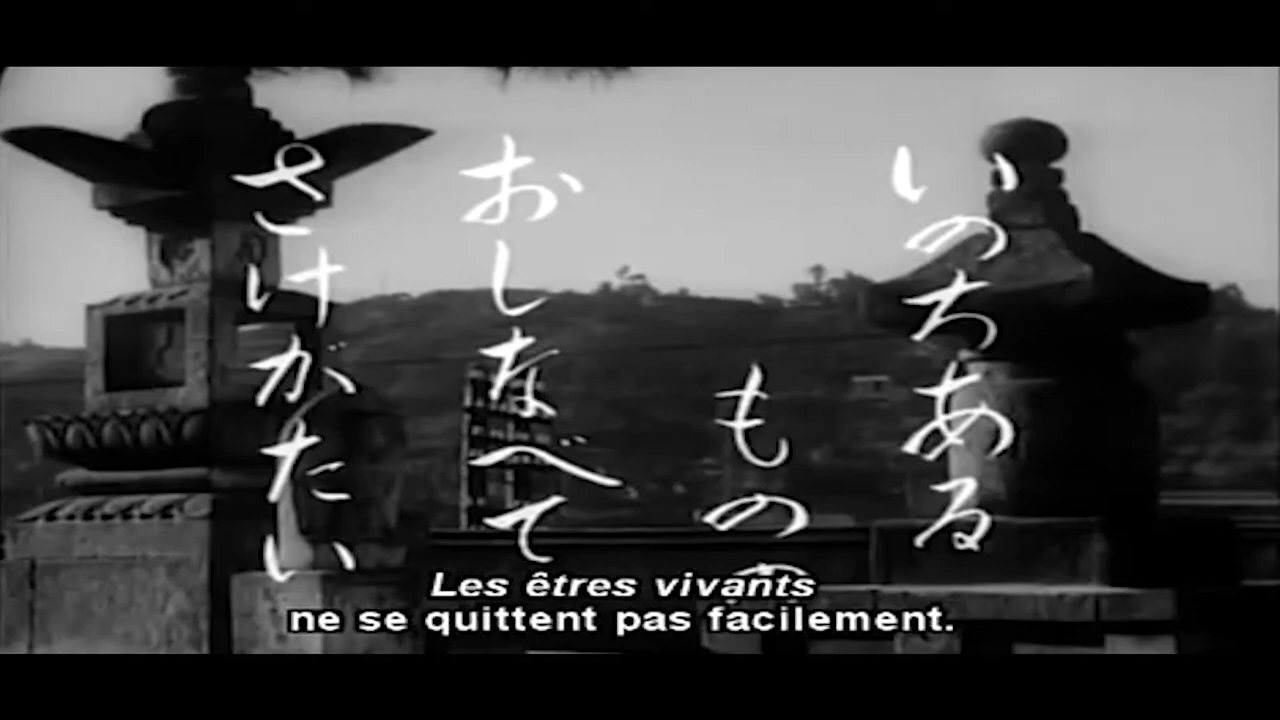 いのちある
ものの
おしなべて
さけがたい
Les êtres vivants
ne se quittent pas facilement.